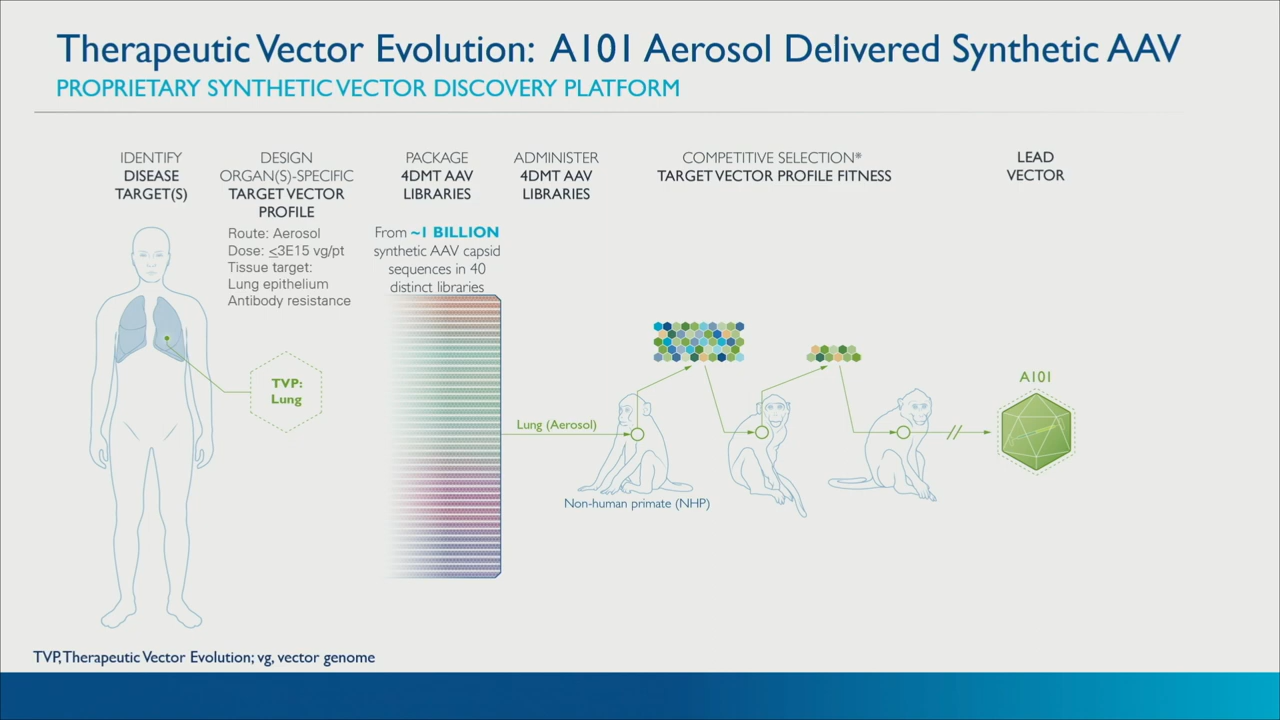 Therapeutic Vector Evolution: A101 Aerosol Delivered Synthetic AAV
PROPRIETARY SYNTHETIC VECTOR DISCOVERY PLATFORM
IDENTIFY
DISEASE
TARGET(S)
DESIGN
ORGAN(S)-SPECIFIC
TARGET VECTOR
PROFILE
Route: Aerosol
Dose: ≤3E15 vg/pt
Tissue target:
Lung epithelium
Antibody resistance
TVP:
Lung
PACKAGE
4DMT AAV
LIBRARIES
From ~1 BILLION
synthetic AAV capsid
sequences in 40
distinct libraries
ADMINISTER
4DMT AAV
LIBRARIES
Lung (Aerosol)
COMPETITIVE SELECTION*
TARGET VECTOR PROFILE FITNESS
Non-human primate (NHP)
LEAD
VECTOR
A101
TVP, Therapeutic Vector Evolution; vg, vector genome